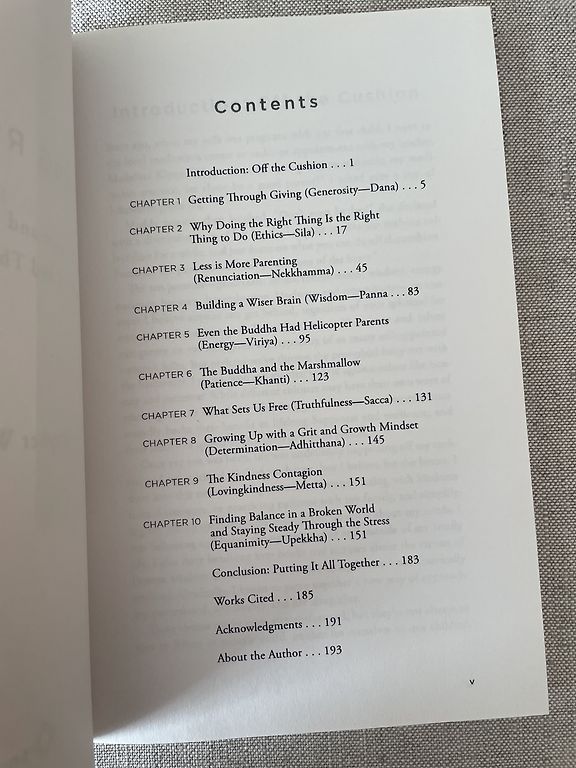 Contents
Introduction: Off the Cushion . . . 1
CHAPTER 1 Getting Through Giving (Generosity—Dana) . . . 5
CHAPTER 2 Why Doing the Right Thing Is the Right
Thing to Do (Ethics—Sila) . . . 17
CHAPTER 3 Less is More Parenting
(Renunciation—Nekkhamma) . . . 45
CHAPTER 4 Building a Wiser Brain (Wisdom—Panna . . . 83
CHAPTER 5 Even the Buddha Had Helicopter Parents
(Energy—Viriya) . . . 95
CHAPTER 6 The Buddha and the Marshmallow
(Patience—Khanti) . . . 123
CHAPTER 7 What Sets Us Free (Truthfulness—Sacca) . . . 131
CHAPTER 8 Growing Up with a Grit and Growth Mindset
(Determination—Adhitthana) . . . 145
CHAPTER 9 The Kindness Contagion
(Lovingkindness—Metta) . . . 151
CHAPTER 10 Finding Balance in a Broken World
and Staying Steady Through the Stress
(Equanimity—Upekkha) . . . 151
Conclusion: Putting It All Together . . . 183
Works Cited . . . 185
Acknowledgments . . . 191
About the Author . . . 193
v